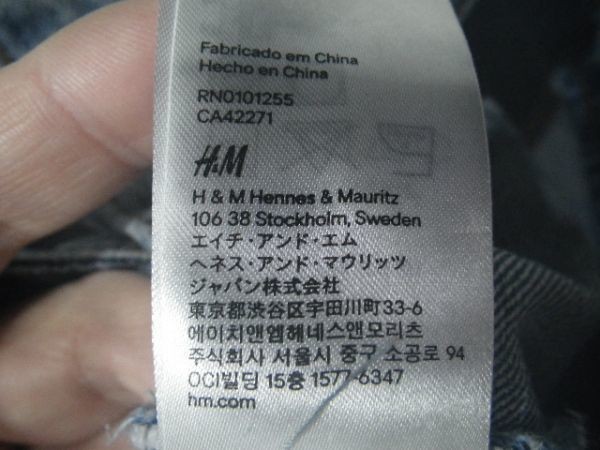 Fabricado em China
Hecho en China
RN0101255
CA42271
H&M
H & M Hennes & Mauritz
106 38 Stockholm, Sweden
エイチ・アンド・エム
ヘネス・アンド・マウリッツ
ジャパン株式会社
東京都渋谷区宇田川町33-6
에이치앤엠헤네스앤모리츠
주식회사 서울시 중구 소공로 94
OCI빌딩 15층 1577-6347
hm.com